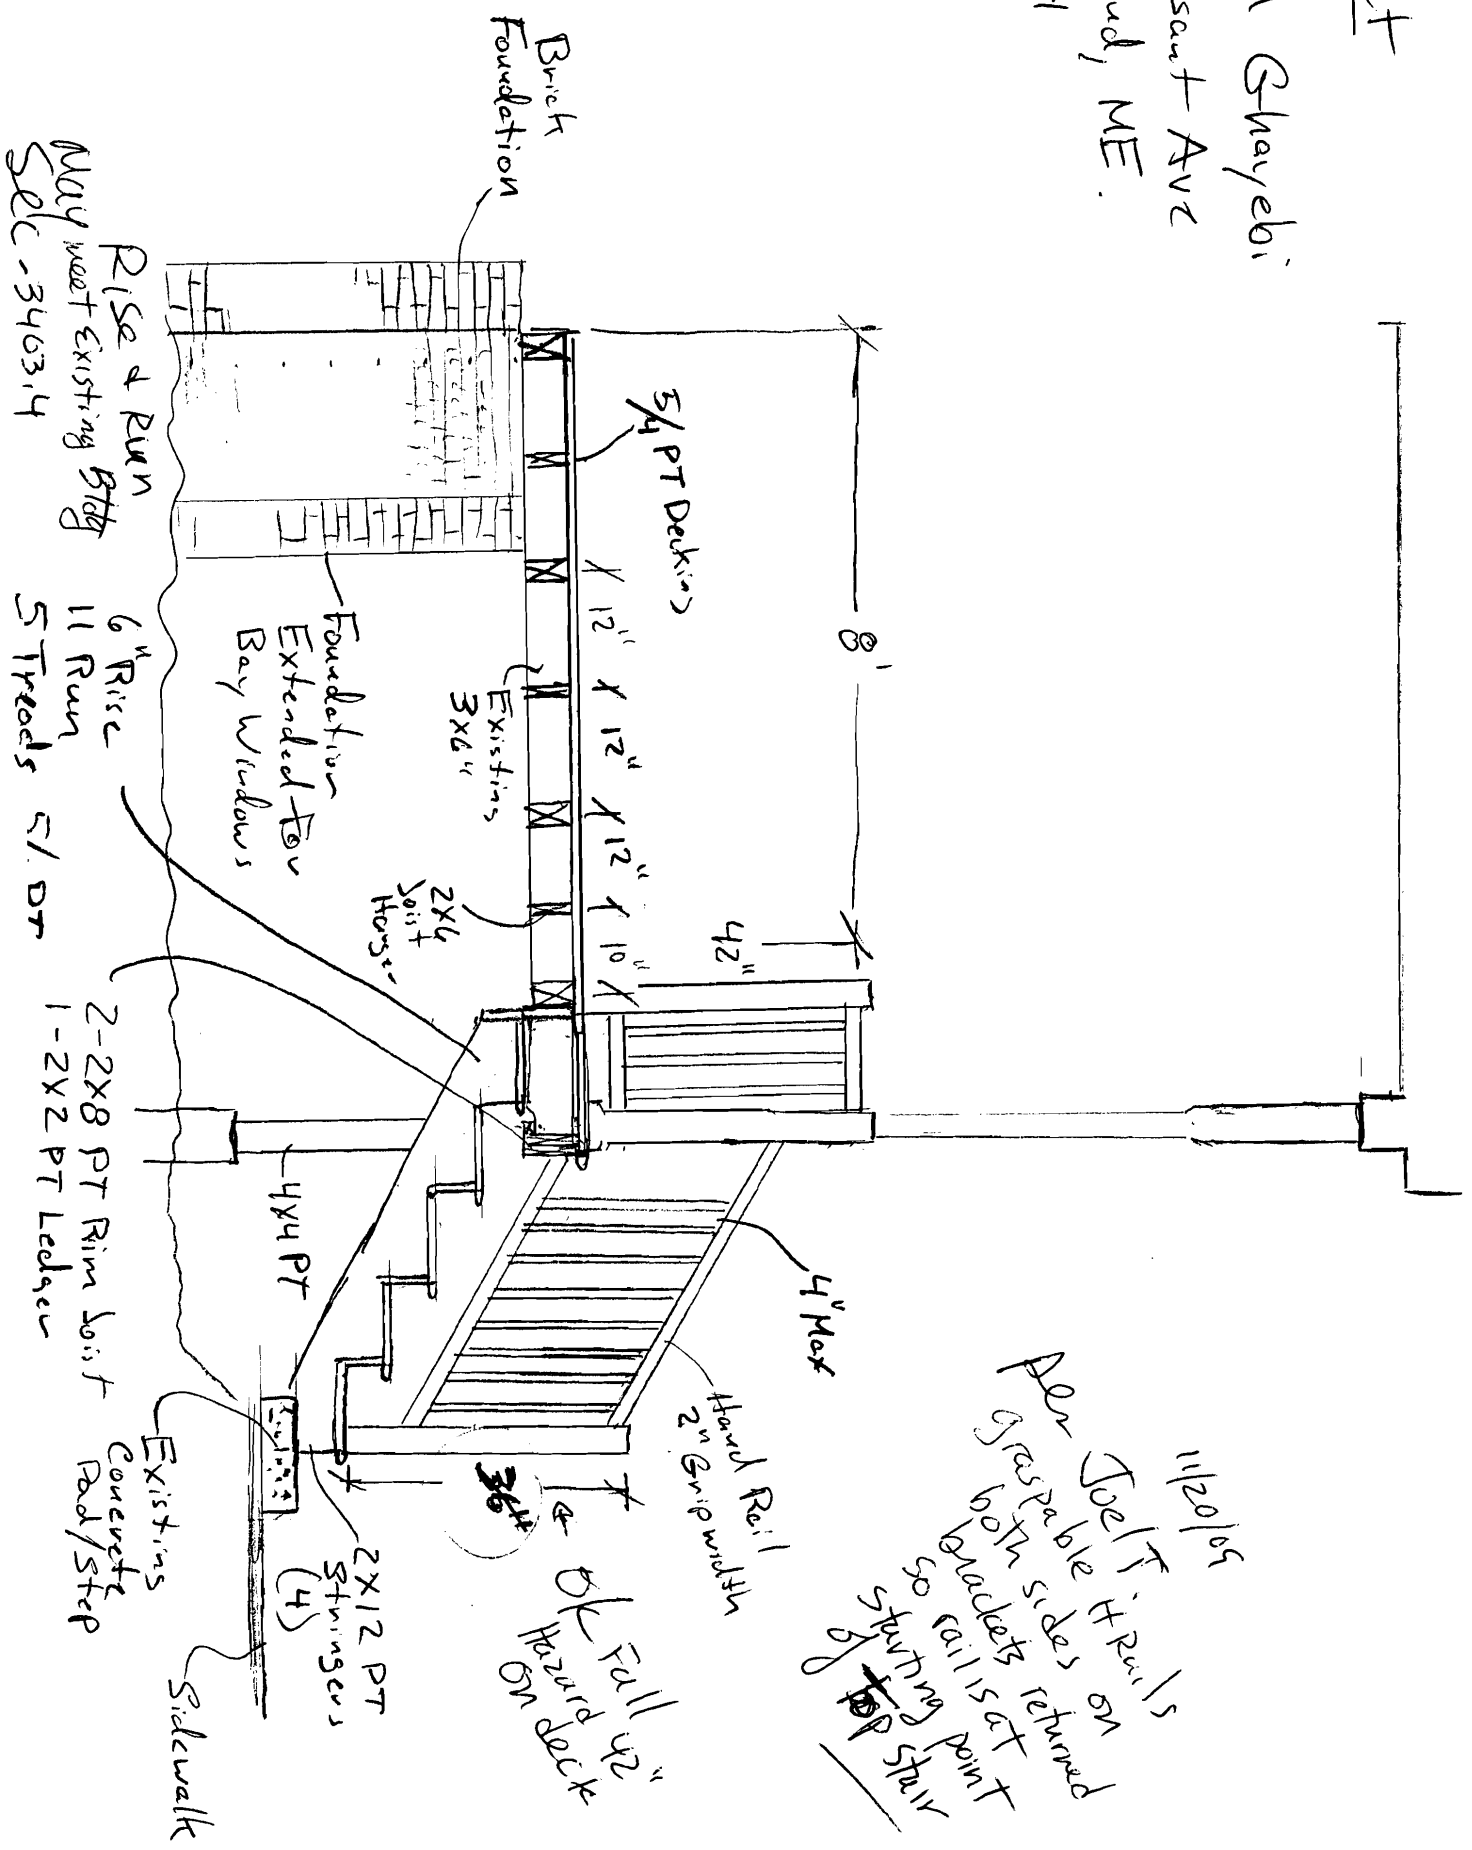 Ghayebi
Ave
ME.
Brick
Foundation
5/4 PT Decking
8'
42"
12"
12"
12"
10"
Existing
3x6"
2x6
Joist
Hanger
Foundation
Extended For
Bay Windows
Rise & Run
May meet Existing Bldg
Sec - 3403.4
6" Rise
11 Run
5 Treads
2-2x8 PT Rim Joist
1-2x2 PT Ledger
4x4 PT
4" Max
Hand Rail
2" Grip width
36"
OK Fall
Hazard 42"
on deck
2x12 PT
Stringers
(4)
Existing
Concrete
Pad/Step
Sidewalk
11/20/09
Per Joel T.
graspable H Rails
both sides on
brackets returned
so rail is at
starting point
of top stair